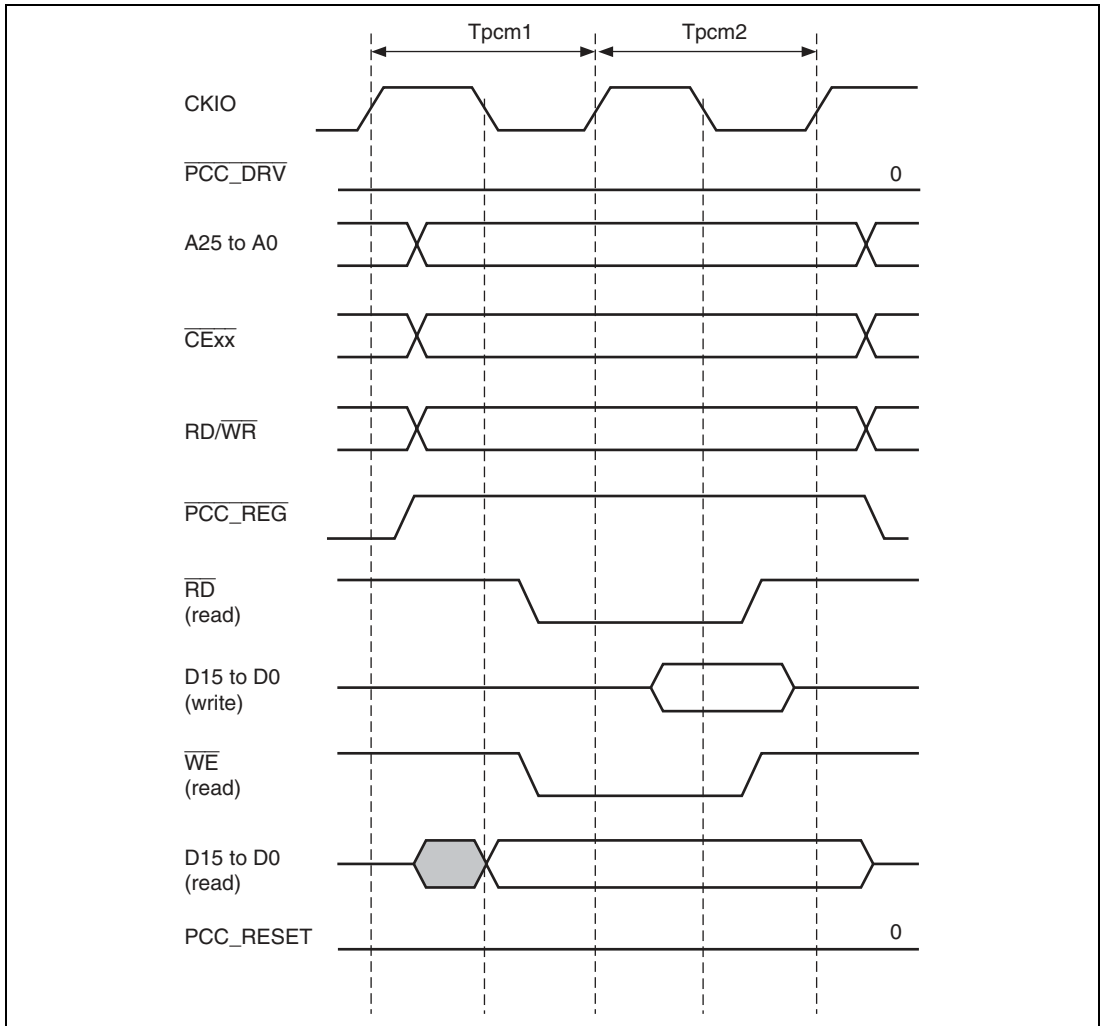 Tpcm1 Tpcm2
CKIO
PCC_DRV 0
A25 to A0
CExx
RD/WR
PCC_REG
RD
(read)
D15 to D0
(write)
WE
(read)
D15 to D0
(read)
PCC_RESET 0